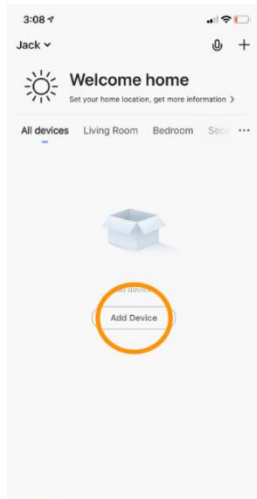 3:08
Jack
Welcome home
Set your home location, get more information >
All devices Living Room Bedroom
Add Device